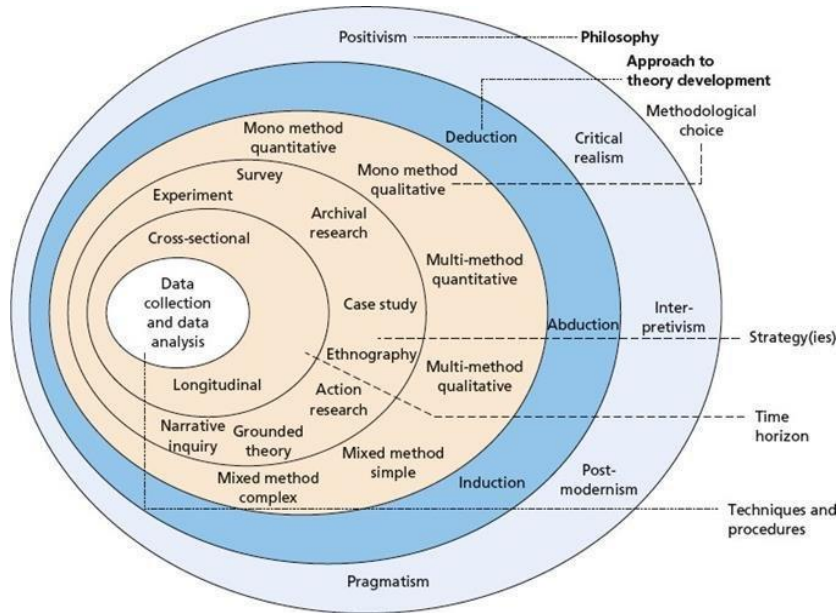 Positivism
Philosophy
Approach to
theory development
Methodological
choice
Mono method
quantitative
Deduction
Critical
realism
Mono method
qualitative
Survey
Experiment
Archival
research
Cross-sectional
Multi-method
quantitative
Data
collection
and data
analysis
Case study
Abduction
Inter-
pretivism
Strategy(ies)
Ethnography
Multi-method
qualitative
Longitudinal
Action
research
Time
horizon
Narrative
inquiry
Grounded
theory
Mixed method
simple
Mixed method
complex
Induction
Post-
modernism
Techniques and
procedures
Pragmatism